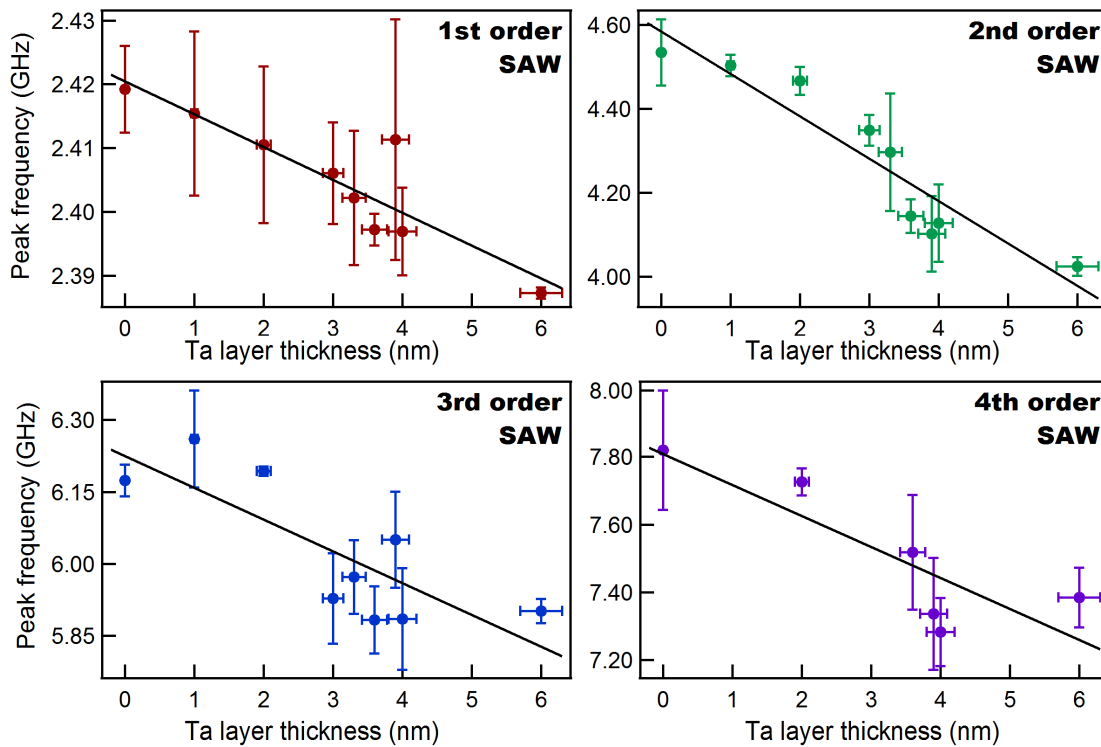 1st order
SAW
Peak frequency (GHz)
2.43
2.42
2.41
2.40
2.39
0 1 2 3 4 5 6
Ta layer thickness (nm)
2nd order
SAW
4.60
4.40
4.20
4.00
0 1 2 3 4 5 6
Ta layer thickness (nm)
3rd order
SAW
Peak frequency (GHz)
6.30
6.15
6.00
5.85
0 1 2 3 4 5 6
Ta layer thickness (nm)
4th order
SAW
8.00
7.80
7.60
7.40
7.20
0 1 2 3 4 5 6
Ta layer thickness (nm)